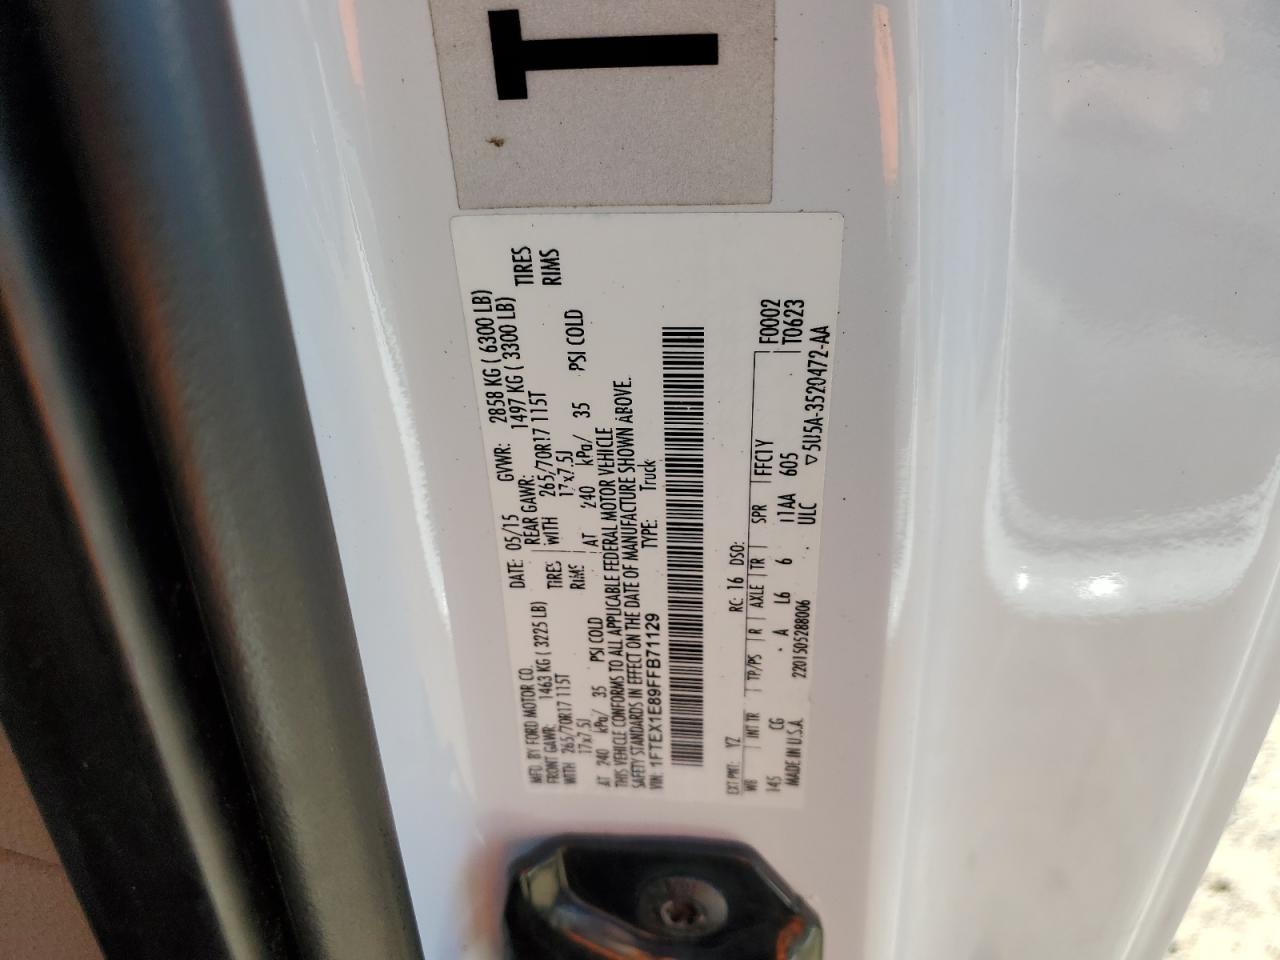 T
MFD. BY FORD MOTOR CO. DATE: 05/15 GVWR: 2858 KG ( 6300 LB)
FRONT GAWR: 1463 KG ( 3225 LB) REAR GAWR: 1497 KG ( 3300 LB)
WITH 265/70R17 115T TIRES WITH 265/70R17 115T TIRES
17x7.5J RIMS 17x7.5J RIMS
AT 240 kPa/ 35 PSI COLD AT 240 kPa/ 35 PSI COLD
THIS VEHICLE CONFORMS TO ALL APPLICABLE FEDERAL MOTOR VEHICLE
SAFETY STANDARDS IN EFFECT ON THE DATE OF MANUFACTURE SHOWN ABOVE.
VIN: 1FTEX1E89FFB71129 TYPE: Truck
EXT PNT: YZ RC: 16 DSO: F0002
WB INT TR TP/PS R AXLE TR SPR FFC1Y T0623
145 CG A L6 6 11AA 605
MADE IN U.S.A. 2201505288006 ULC ▽5U5A-3520472-AA